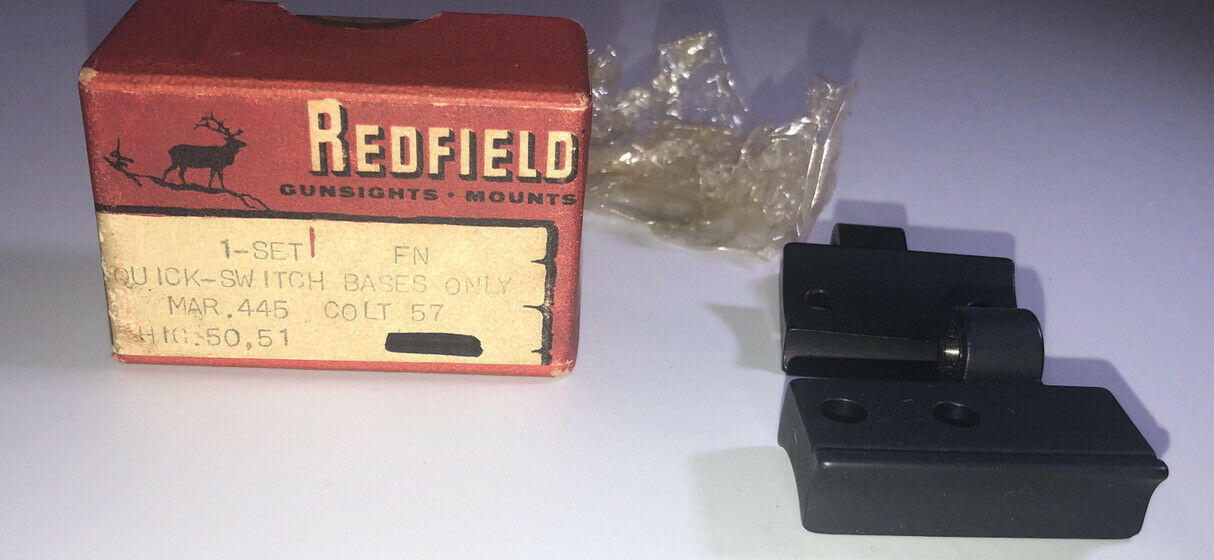 REDFIELD
GUNSIGHTS · MOUNTS
1-SET FN
QUICK-SWITCH BASES ONLY
MAR.445 COLT 57
HIG.50,51